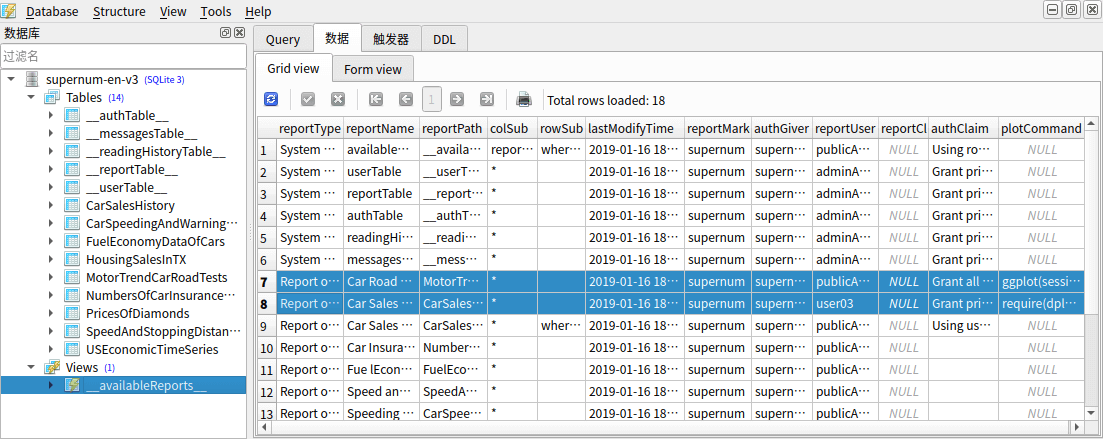 Database Structure View Tools Help
数据库
过滤名
supernum-en-v3 (SQLite 3)
Tables (14)
__authTable__
__messagesTable__
__readingHistoryTable__
__reportTable__
__userTable__
CarSalesHistory
CarSpeedingAndWarning···
FuelEconomyDataOfCars
HousingSalesInTX
MotorTrendCarRoadTests
NumbersOfCarInsurance···
PricesOfDiamonds
SpeedAndStoppingDistan···
USEconomicTimeSeries
Views (1)
__availableReports__
Query 数据 触发器 DDL
Grid view Form view
1 Total rows loaded: 18
reportType reportName reportPath colSub rowSub lastModifyTime reportMark authGiver reportUser reportCl authClaim plotCommand
1 System ··· available··· __availa··· repor··· wher··· 2019-01-16 18··· supernum supern··· publicA··· NULL Using ro··· NULL
2 System ··· userTable __userT··· * 2019-01-16 18··· supernum supern··· adminA··· NULL Grant pri··· NULL
3 System ··· reportTable __report··· * 2019-01-16 18··· supernum supern··· adminA··· NULL Grant pri··· NULL
4 System ··· authTable __authT··· * 2019-01-16 18··· supernum supern··· adminA··· NULL Grant pri··· NULL
5 System ··· readingHi··· __readi··· * 2019-01-16 18··· supernum supern··· adminA··· NULL Grant pri··· NULL
6 System ··· messages··· __mess··· * 2019-01-16 18··· supernum supern··· adminA··· NULL Grant pri··· NULL
7 Report o··· Car Road ··· MotorTr··· * 2019-01-16 18··· supernum supern··· publicA··· NULL Grant all ··· ggplot(sessi···
8 Report o··· Car Sales ··· CarSales··· * 2019-01-16 18··· supernum supern··· user03 NULL Grant pri··· require(dpl···
9 Report o··· Car Sales ··· CarSales··· * wher··· 2019-01-16 18··· supernum supern··· publicA··· NULL Using us··· NULL
10 Report o··· Car Insura··· Number··· * 2019-01-16 18··· supernum supern··· publicA··· NULL NULL
11 Report o··· Fue lEcon··· FuelEco··· * 2019-01-16 18··· supernum supern··· publicA··· NULL NULL
12 Report o··· Speed an··· SpeedA··· * 2019-01-16 18··· supernum supern··· publicA··· NULL NULL
13 Report o··· Speeding ··· CarSpee··· * 2019-01-16 18··· supernum supern··· publicA··· NULL NULL